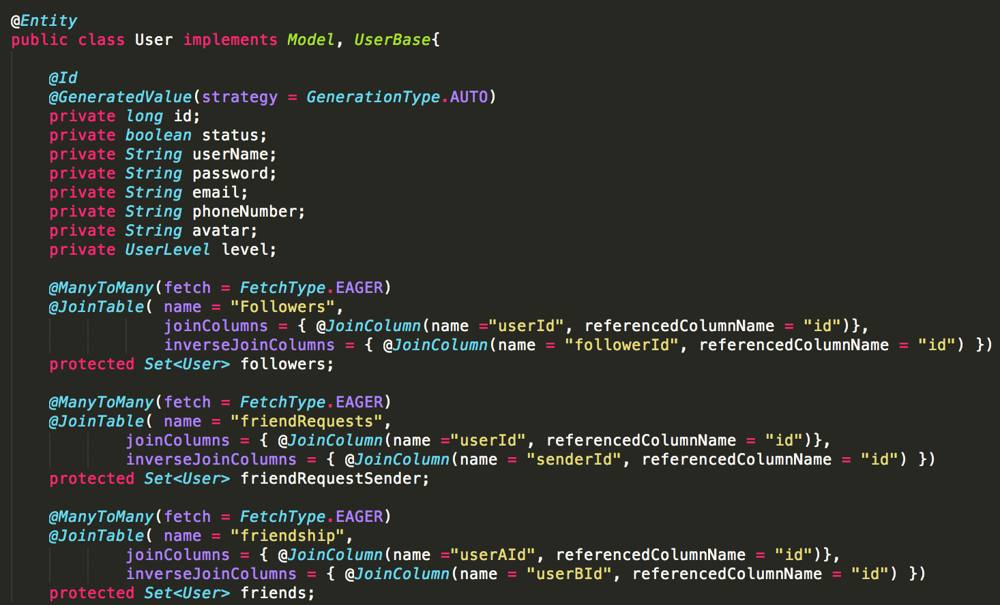 @Entity
public class User implements Model, UserBase{
@Id
@GeneratedValue(strategy = GenerationType.AUTO)
private long id;
private boolean status;
private String userName;
private String password;
private String email;
private String phoneNumber;
private String avatar;
private UserLevel level;
@ManyToMany(fetch = FetchType.EAGER)
@JoinTable( name = "Followers",
joinColumns = { @JoinColumn(name ="userId", referencedColumnName = "id")},
inverseJoinColumns = { @JoinColumn(name = "followerId", referencedColumnName = "id") })
protected Set<User> followers;
@ManyToMany(fetch = FetchType.EAGER)
@JoinTable( name = "friendRequests",
joinColumns = { @JoinColumn(name ="userId", referencedColumnName = "id")},
inverseJoinColumns = { @JoinColumn(name = "senderId", referencedColumnName = "id") })
protected Set<User> friendRequestSender;
@ManyToMany(fetch = FetchType.EAGER)
@JoinTable( name = "friendship",
joinColumns = { @JoinColumn(name ="userAId", referencedColumnName = "id")},
inverseJoinColumns = { @JoinColumn(name = "userBId", referencedColumnName = "id") })
protected Set<User> friends;